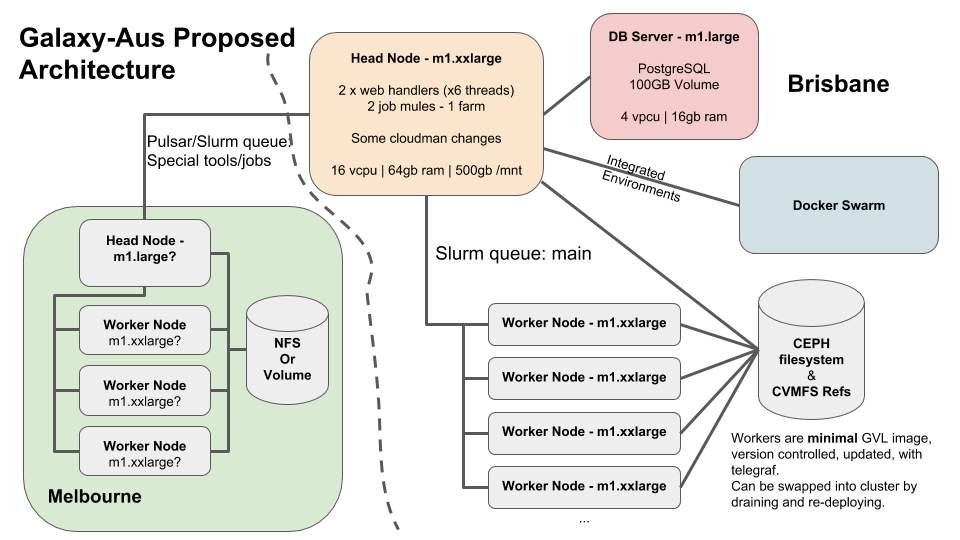 Galaxy-Aus Proposed
Architecture
Head Node - m1.xxlarge
2 x web handlers (x6 threads)
2 job mules - 1 farm
Some cloudman changes
16 vcpu | 64gb ram | 500gb /mnt
DB Server - m1.large
PostgreSQL
100GB Volume
4 vpcu | 16gb ram
Brisbane
Pulsar/Slurm queue:
Special tools/jobs
Integrated
Environments
Docker Swarm
Head Node -
m1.large?
Worker Node
m1.xxlarge?
Worker Node
m1.xxlarge?
Worker Node
m1.xxlarge?
NFS
Or
Volume
Melbourne
Slurm queue: main
Worker Node - m1.xxlarge
Worker Node - m1.xxlarge
Worker Node - m1.xxlarge
Worker Node - m1.xxlarge
...
CEPH
filesystem
&
CVMFS Refs
Workers are minimal GVL image,
version controlled, updated, with
telegraf.
Can be swapped into cluster by
draining and re-deploying.